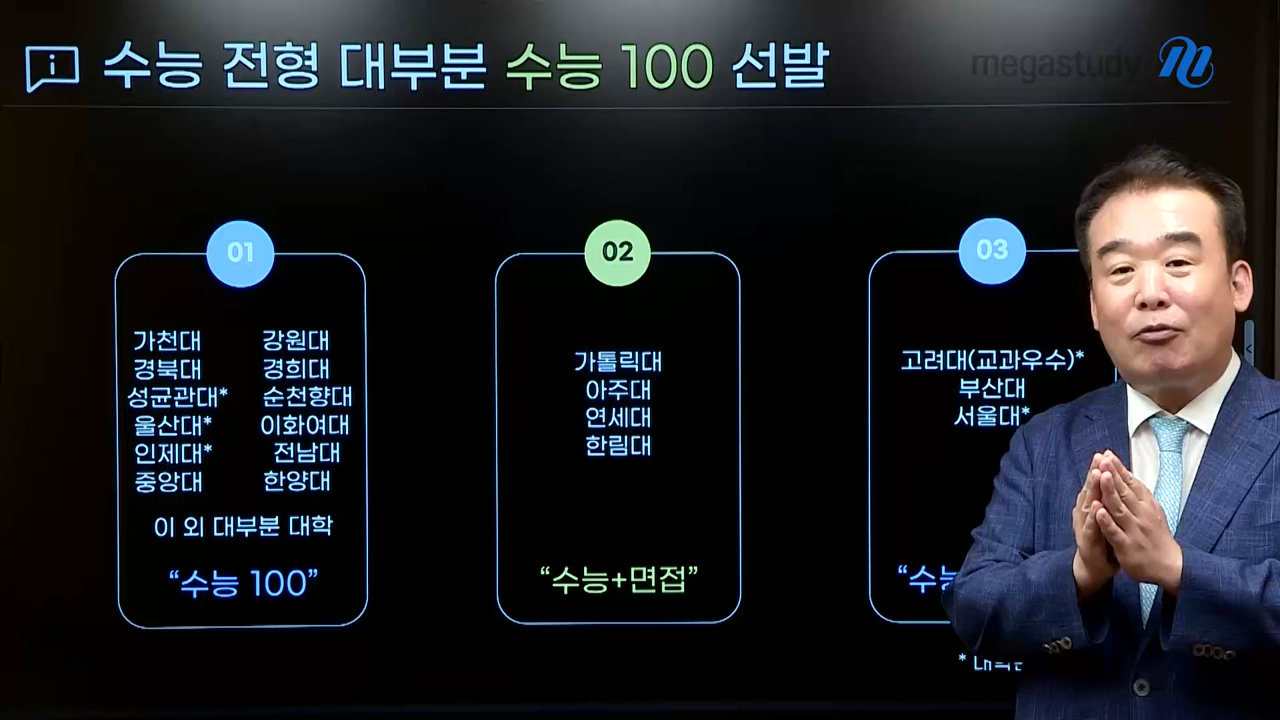 수능 전형 대부분 수능 100 선발
megastudy
01
가천대 강원대
경북대 경희대
성균관대* 순천향대
울산대* 이화여대
인제대* 전남대
중앙대 한양대
이 외 대부분 대학
“수능 100”
02
가톨릭대
아주대
연세대
한림대
“수능+면접”
03
고려대(교과우수)*
부산대
서울대*
“수능